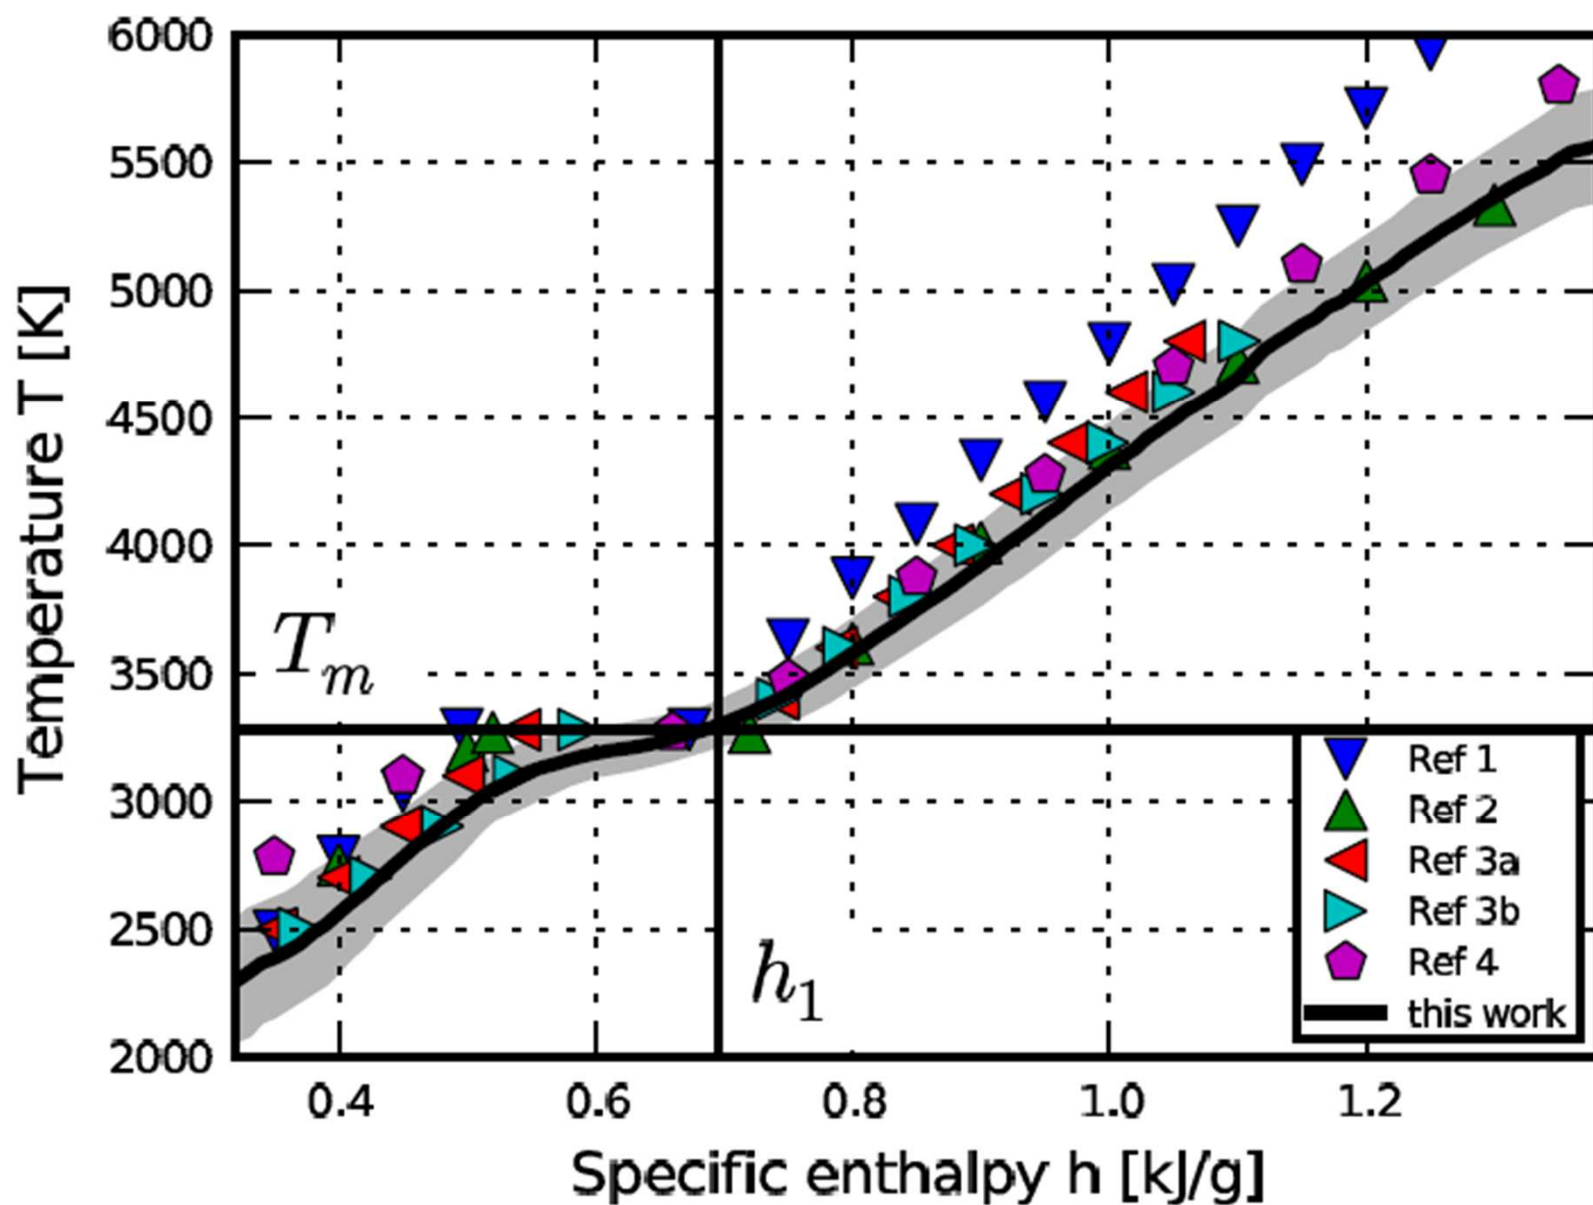 6000
5500
5000
4500
4000
3500
3000
2500
2000
Temperature T [K]
T_m
h_1
Ref 1
Ref 2
Ref 3a
Ref 3b
Ref 4
this work
0.4 0.6 0.8 1.0 1.2
Specific enthalpy h [kJ/g]